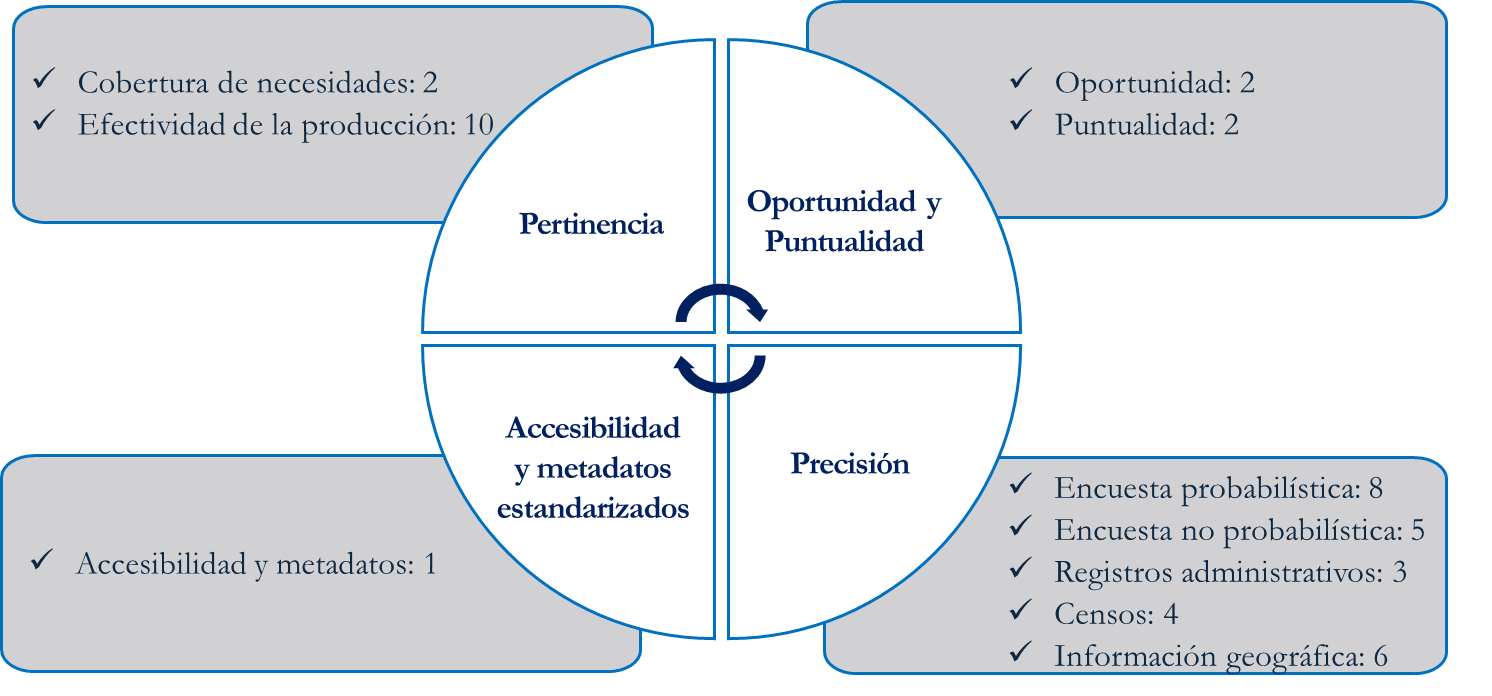 Cobertura de necesidades: 2
Efectividad de la producción: 10
Oportunidad: 2
Puntualidad: 2
Pertinencia
Oportunidad y
Puntualidad
Accesibilidad
y metadatos
estandarizados
Precisión
Accesibilidad y metadatos: 1
Encuesta probabilística: 8
Encuesta no probabilística: 5
Registros administrativos: 3
Censos: 4
Información geográfica: 6